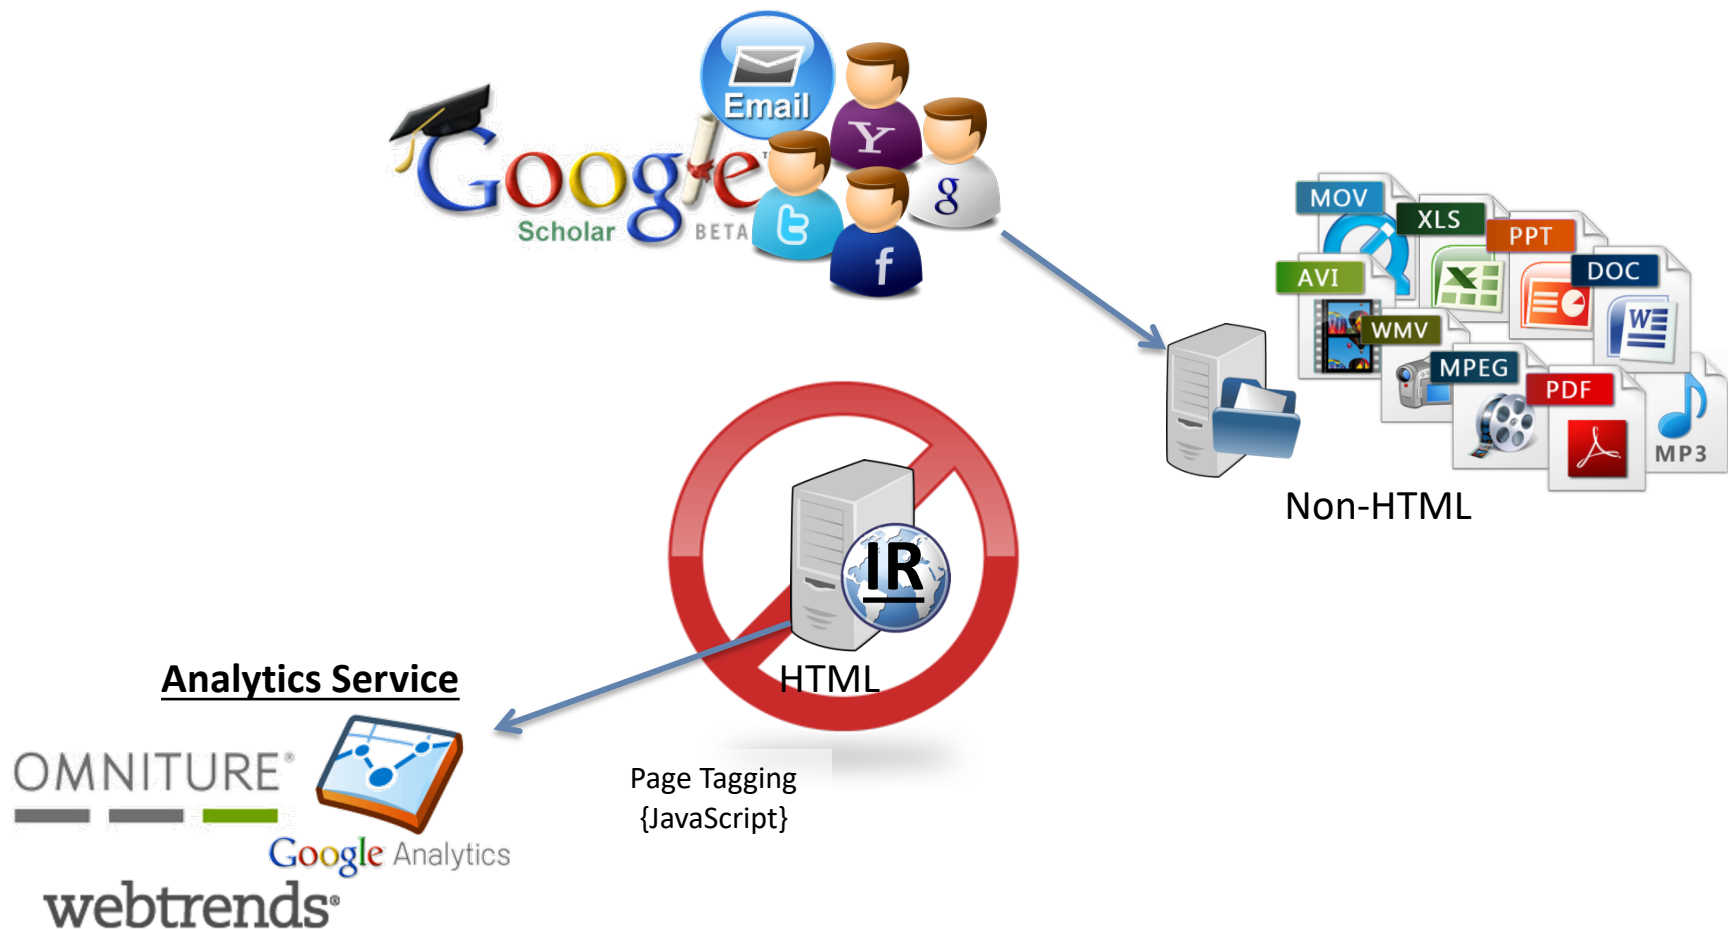 Email
Google
™
Scholar BETA
Y
g
t
f
MOV
XLS
PPT
DOC
AVI
WMV
MPEG
PDF
W
X
MP3
Non-HTML
IR
HTML
Analytics Service
OMNITURE®
Page Tagging
{JavaScript}
Google Analytics
webtrends®